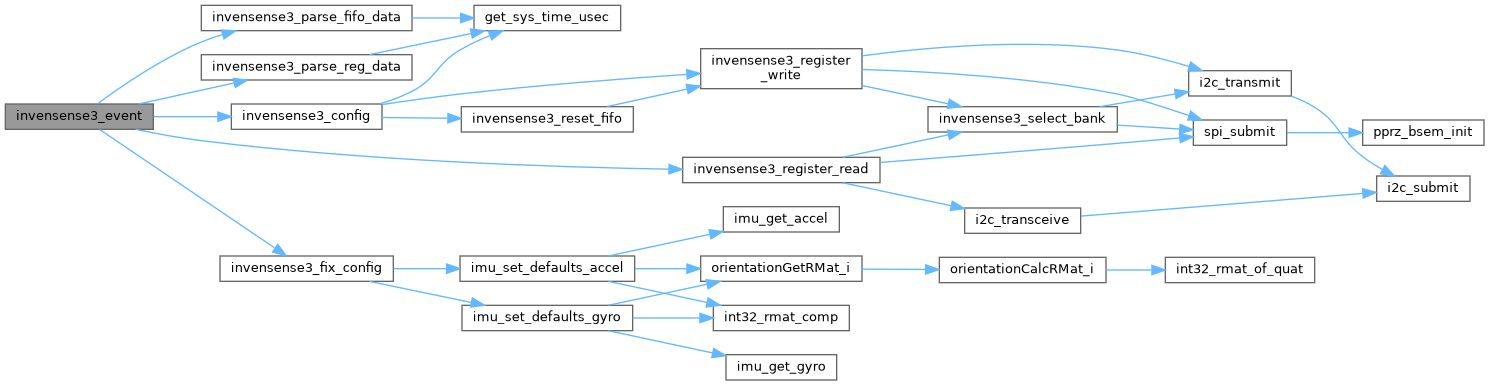 invensense3_event
invensense3_parse_fifo_data
get_sys_time_usec
invensense3_parse_reg_data
invensense3_config
invensense3_reset_fifo
invensense3_register
_write
invensense3_register_read
invensense3_select_bank
i2c_transmit
spi_submit
pprz_bsem_init
i2c_submit
i2c_transceive
invensense3_fix_config
imu_set_defaults_accel
imu_set_defaults_gyro
imu_get_accel
orientationGetRMat_i
int32_rmat_comp
imu_get_gyro
orientationCalcRMat_i
int32_rmat_of_quat